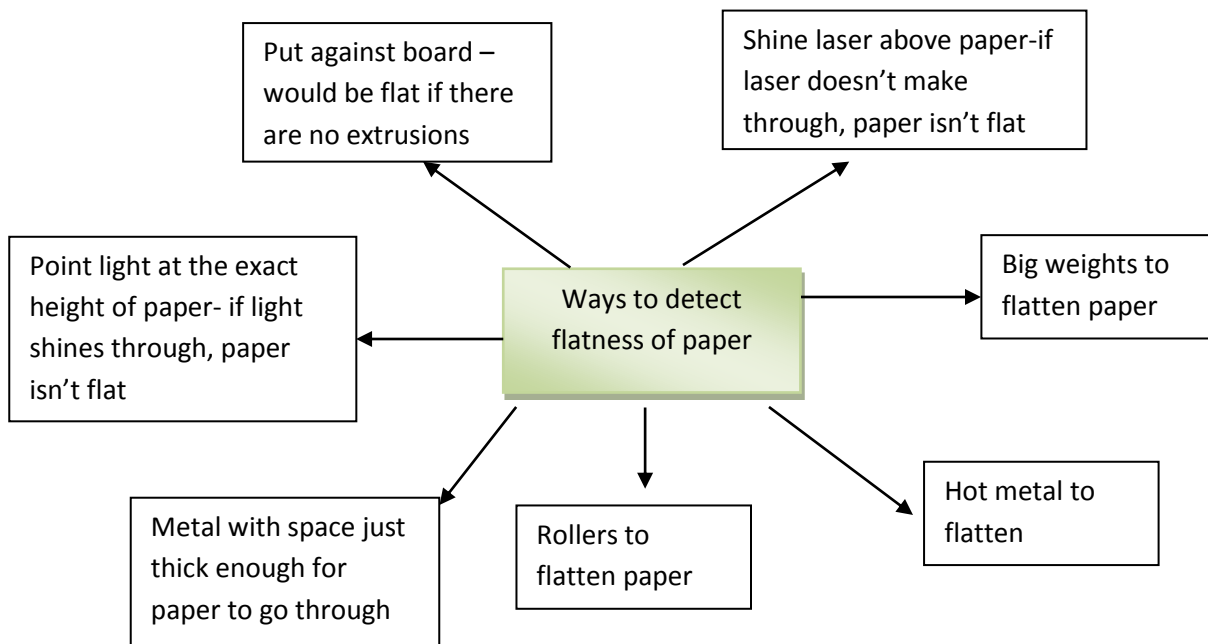 Put against board –
would be flat if there
are no extrusions
Shine laser above paper-if
laser doesn’t make
through, paper isn’t flat
Point light at the exact
height of paper- if light
shines through, paper
isn’t flat
Ways to detect
flatness of paper
Big weights to
flatten paper
Metal with space just
thick enough for
paper to go through
Rollers to
flatten paper
Hot metal to
flatten